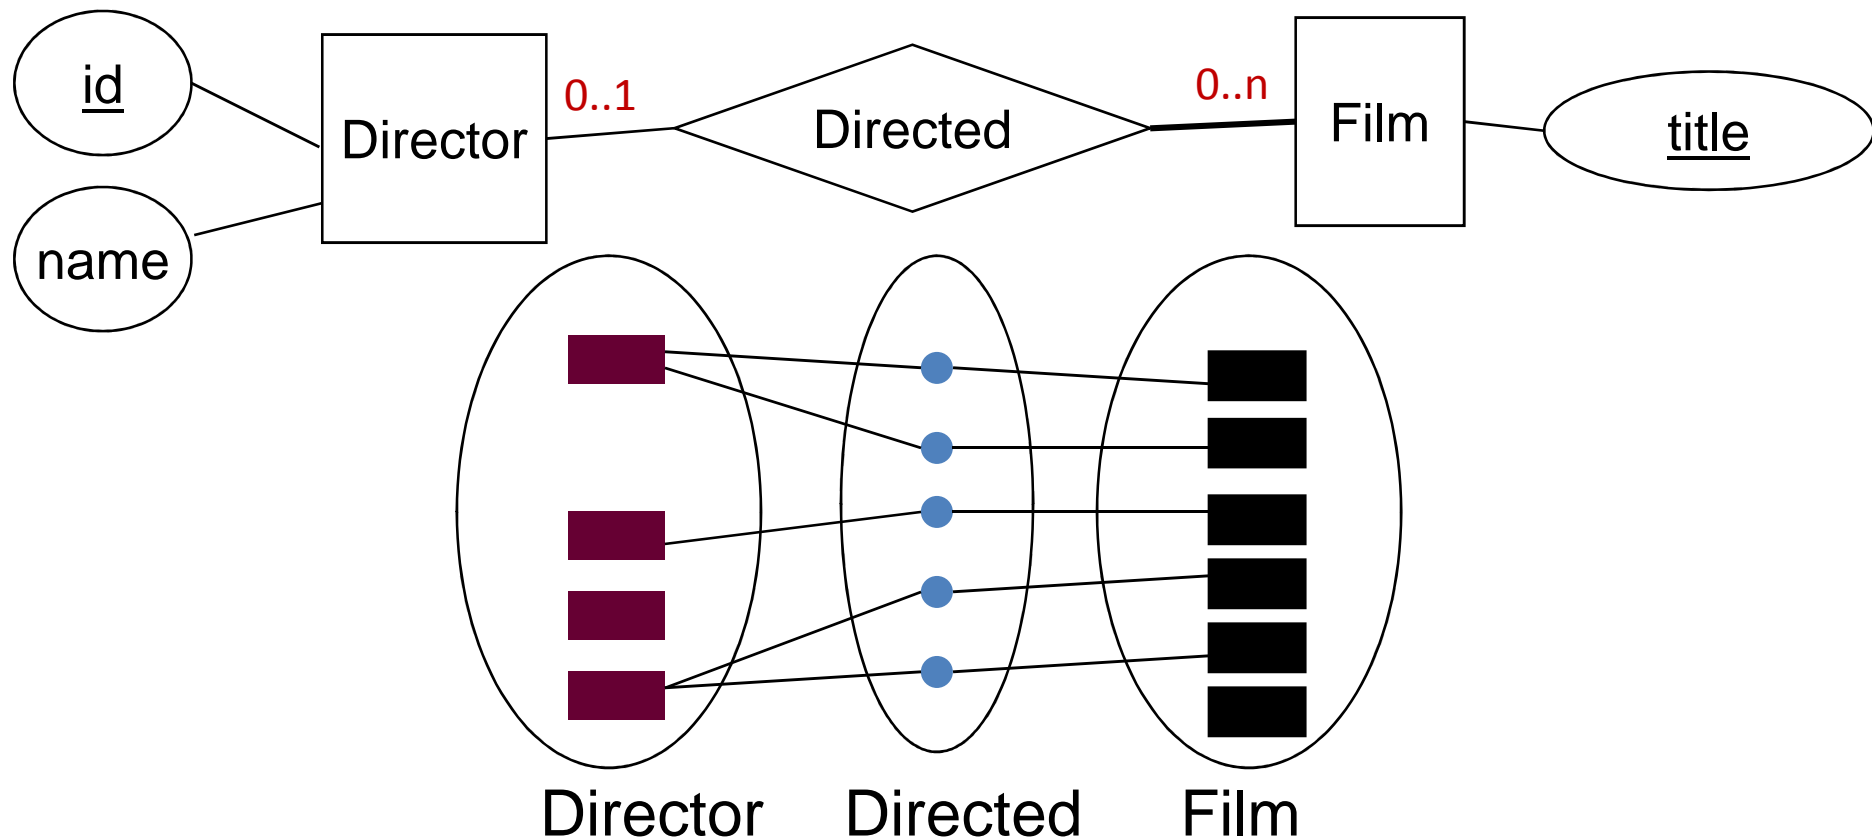 id
name
Director
0..1
Directed
0..n
Film
title
Director
Directed
Film